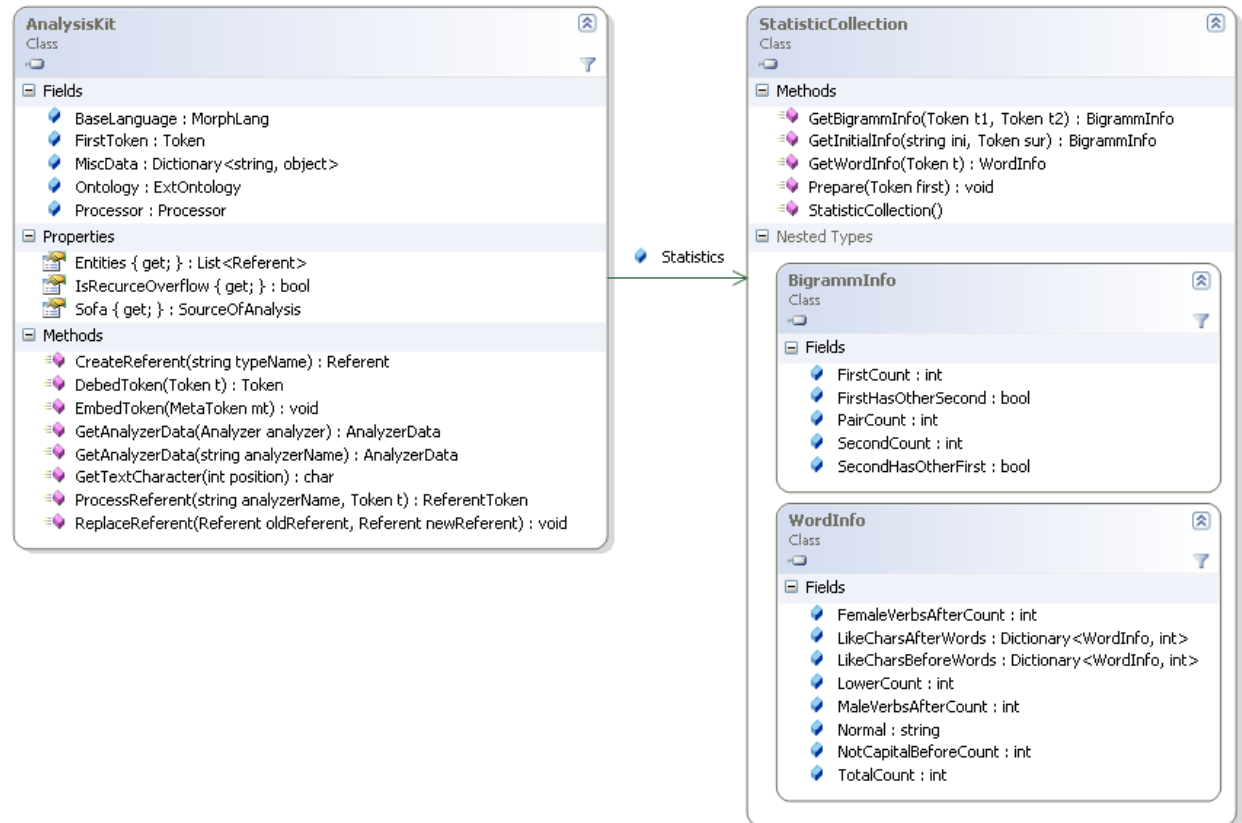 AnalysisKit
Class
Fields
BaseLanguage : MorphLang
FirstToken : Token
MiscData : Dictionary<string, object>
Ontology : ExtOntology
Processor : Processor
Properties
Entities { get; } : List<Referent>
IsRecurceOverflow { get; } : bool
Sofa { get; } : SourceOfAnalysis
Methods
CreateReferent(string typeName) : Referent
DebedToken(Token t) : Token
EmbedToken(MetaToken mt) : void
GetAnalyzerData(Analyzer analyzer) : AnalyzerData
GetAnalyzerData(string analyzerName) : AnalyzerData
GetTextCharacter(int position) : char
ProcessReferent(string analyzerName, Token t) : ReferentToken
ReplaceReferent(Referent oldReferent, Referent newReferent) : void
Statistics
StatisticCollection
Class
Methods
GetBigrammInfo(Token t1, Token t2) : BigrammInfo
GetInitialInfo(string ini, Token sur) : BigrammInfo
GetWordInfo(Token t) : WordInfo
Prepare(Token first) : void
StatisticCollection()
Nested Types
BigrammInfo
Class
Fields
FirstCount : int
FirstHasOtherSecond : bool
PairCount : int
SecondCount : int
SecondHasOtherFirst : bool
WordInfo
Class
Fields
FemaleVerbsAfterCount : int
LikeCharsAfterWords : Dictionary<WordInfo, int>
LikeCharsBeforeWords : Dictionary<WordInfo, int>
LowerCount : int
MaleVerbsAfterCount : int
Normal : string
NotCapitalBeforeCount : int
TotalCount : int